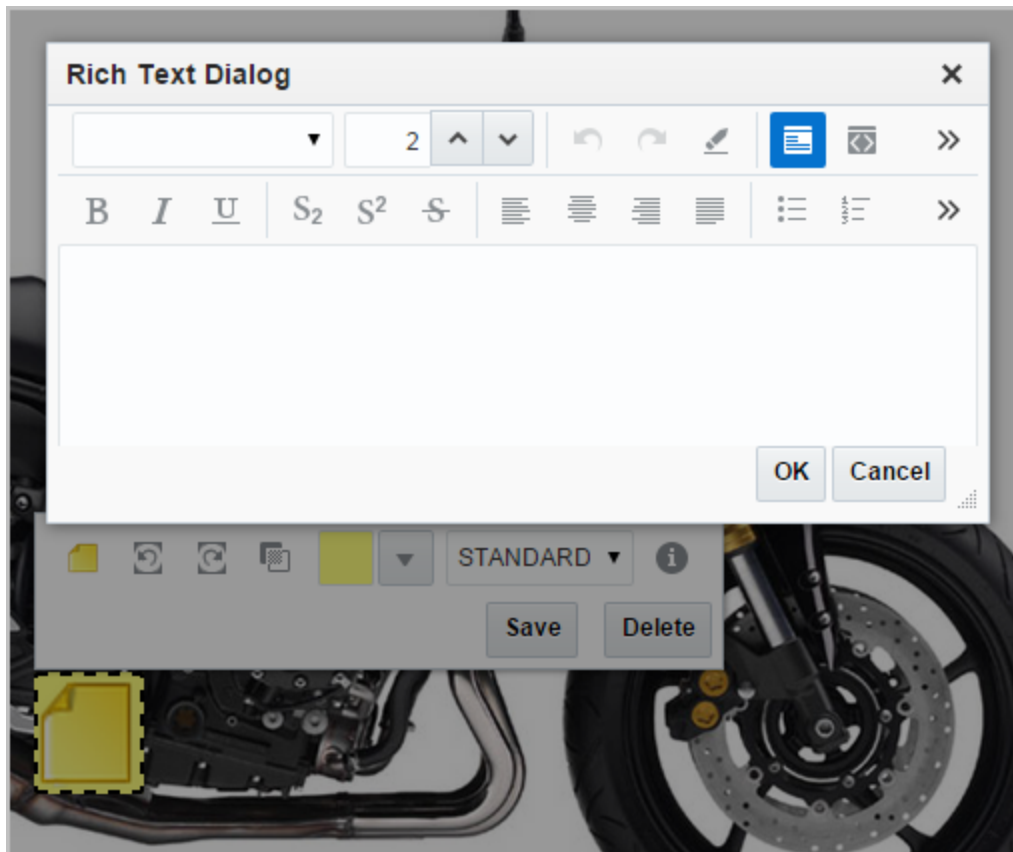 Rich Text Dialog
2
B I U S2 S² S
OK Cancel
STANDARD
Save Delete